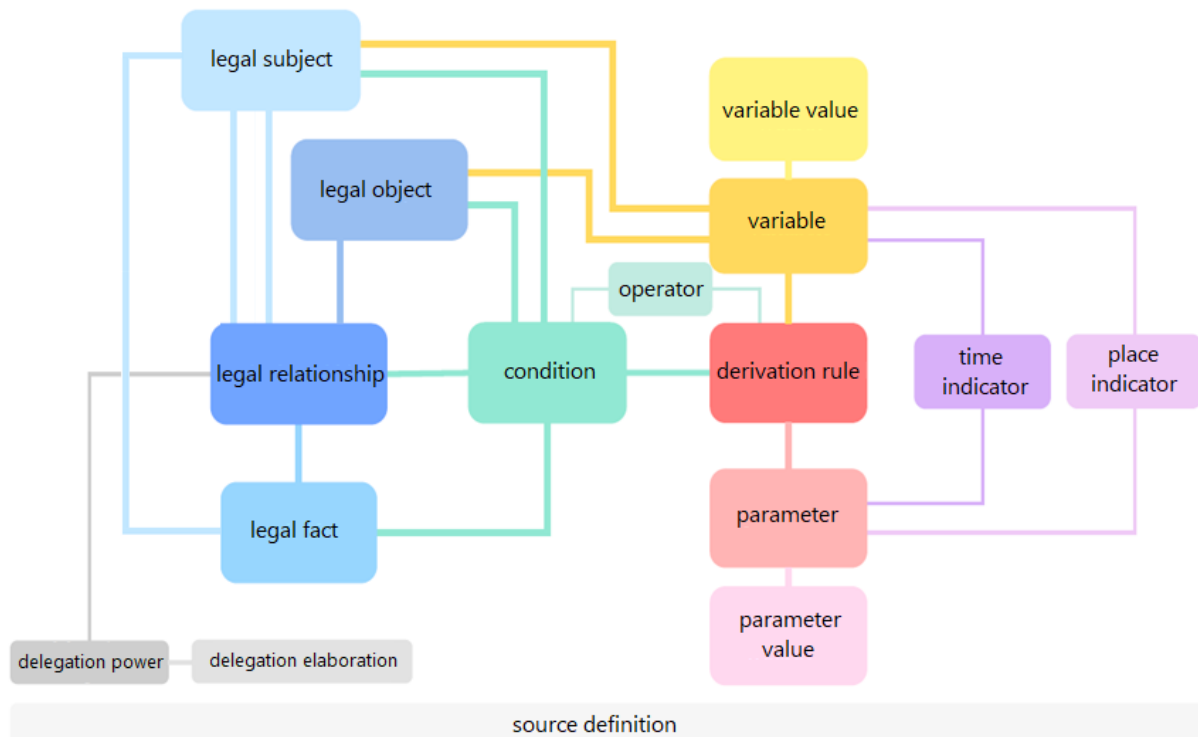 legal subject
variable value
legal object
variable
operator
legal relationship
condition
derivation rule
time
indicator
place
indicator
legal fact
parameter
parameter
value
delegation power
delegation elaboration
source definition